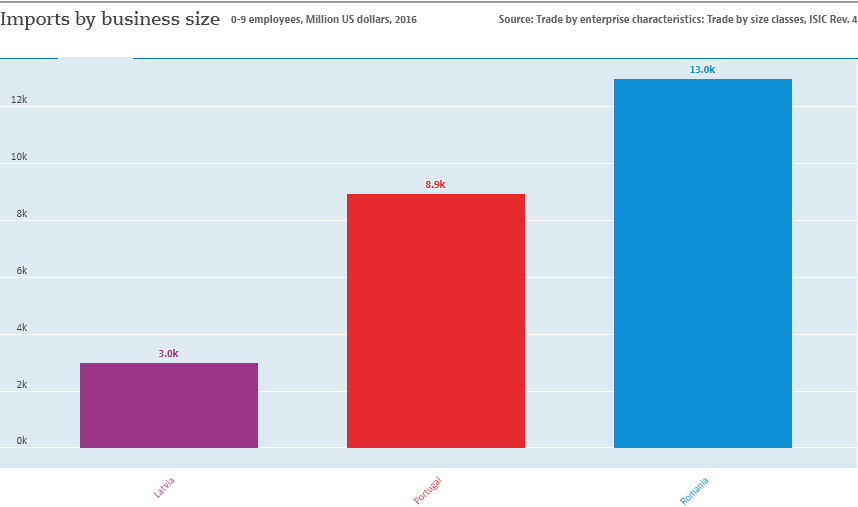 Imports by business size 0-9 employees, Million US dollars, 2016 Source: Trade by enterprise characteristics: Trade by size classes, ISIC Rev. 4
13.0k
12k
10k
8.9k
8k
6k
4k
3.0k
2k
0k
Latvia Portugal Romania